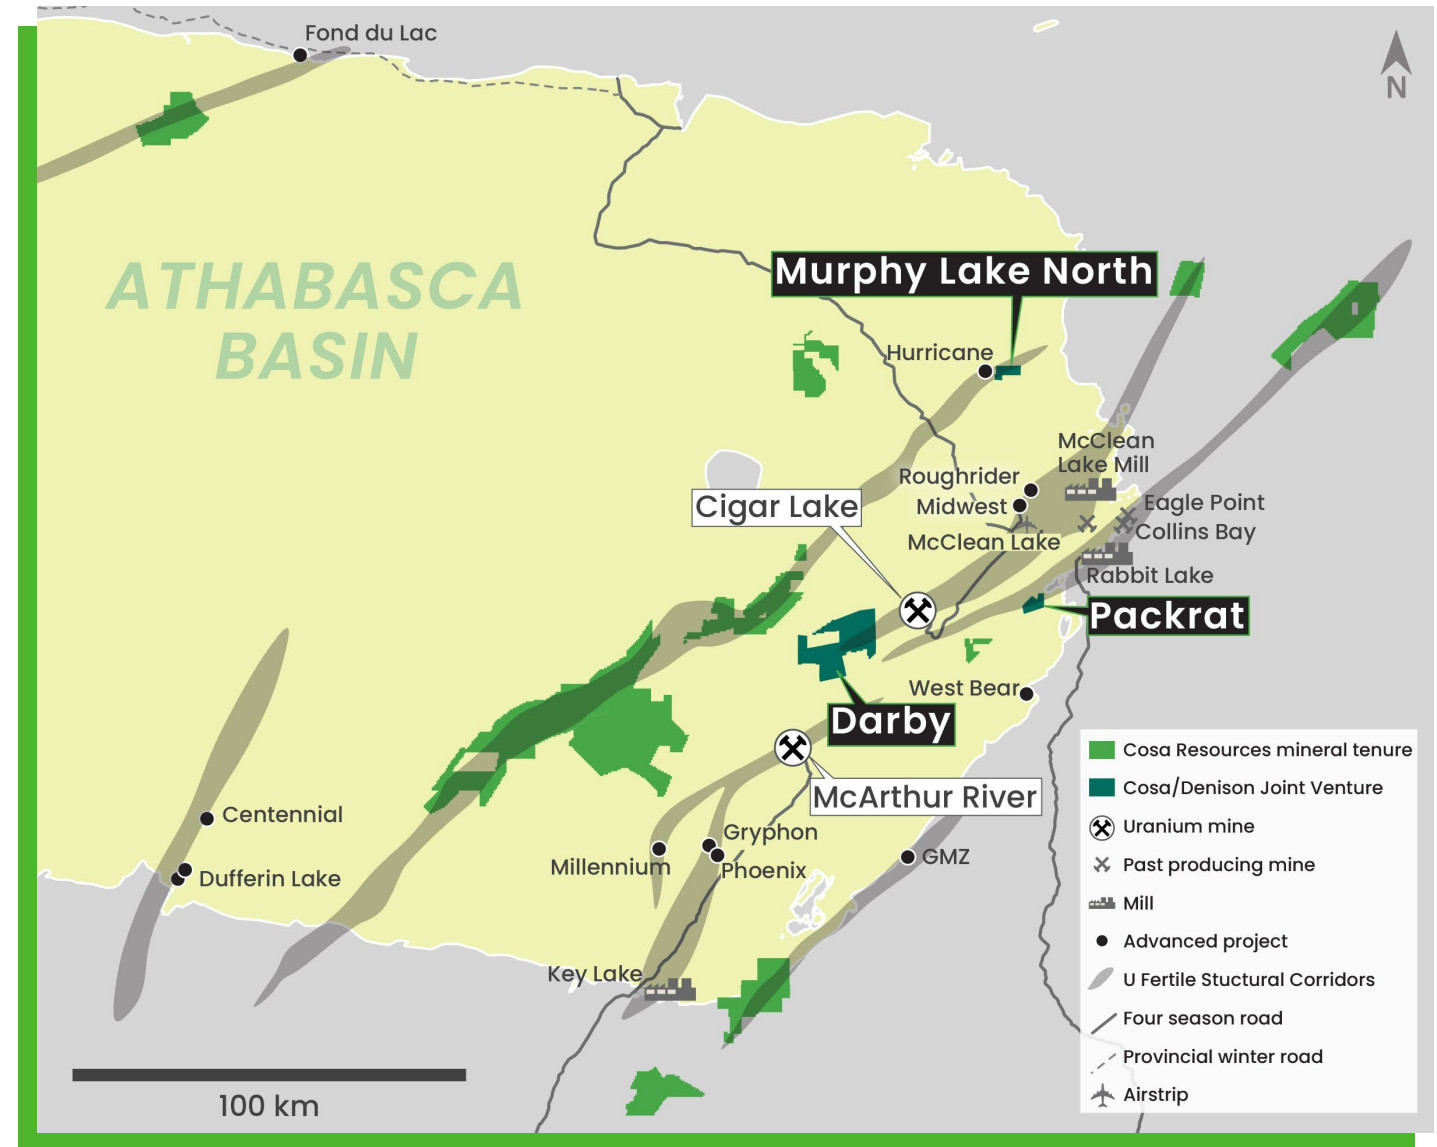 Fond du Lac
N
ATHABASCA
BASIN
Murphy Lake North
Hurricane
McClean
Lake Mill
Roughrider
Midwest
Cigar Lake
Eagle Point
Collins Bay
McClean Lake
Rabbit Lake
Packrat
West Bear
Darby
McArthur River
Centennial
Dufferin Lake
Gryphon
Millennium
Phoenix
GMZ
Key Lake
100 km
Cosa Resources mineral tenure
Cosa/Denison Joint Venture
Uranium mine
Past producing mine
Mill
Advanced project
U Fertile Stuctural Corridors
Four season road
Provincial winter road
Airstrip